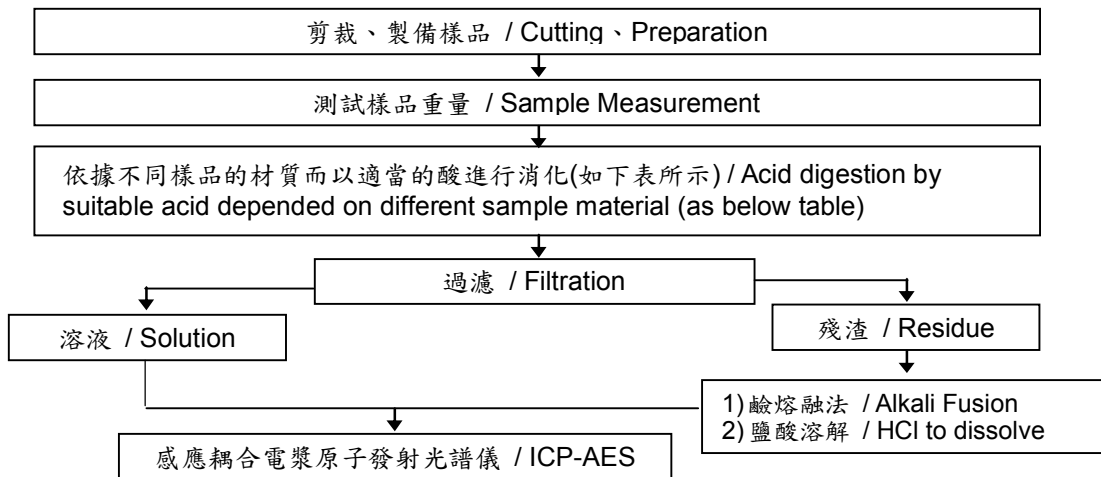 剪裁、製備樣品 / Cutting、Preparation
測試樣品重量 / Sample Measurement
依據不同樣品的材質而以適當的酸進行消化(如下表所示) / Acid digestion by
suitable acid depended on different sample material (as below table)
過濾 / Filtration
溶液 / Solution
殘渣 / Residue
1) 鹼熔融法 / Alkali Fusion
2) 鹽酸溶解 / HCl to dissolve
感應耦合電漿原子發射光譜儀 / ICP-AES